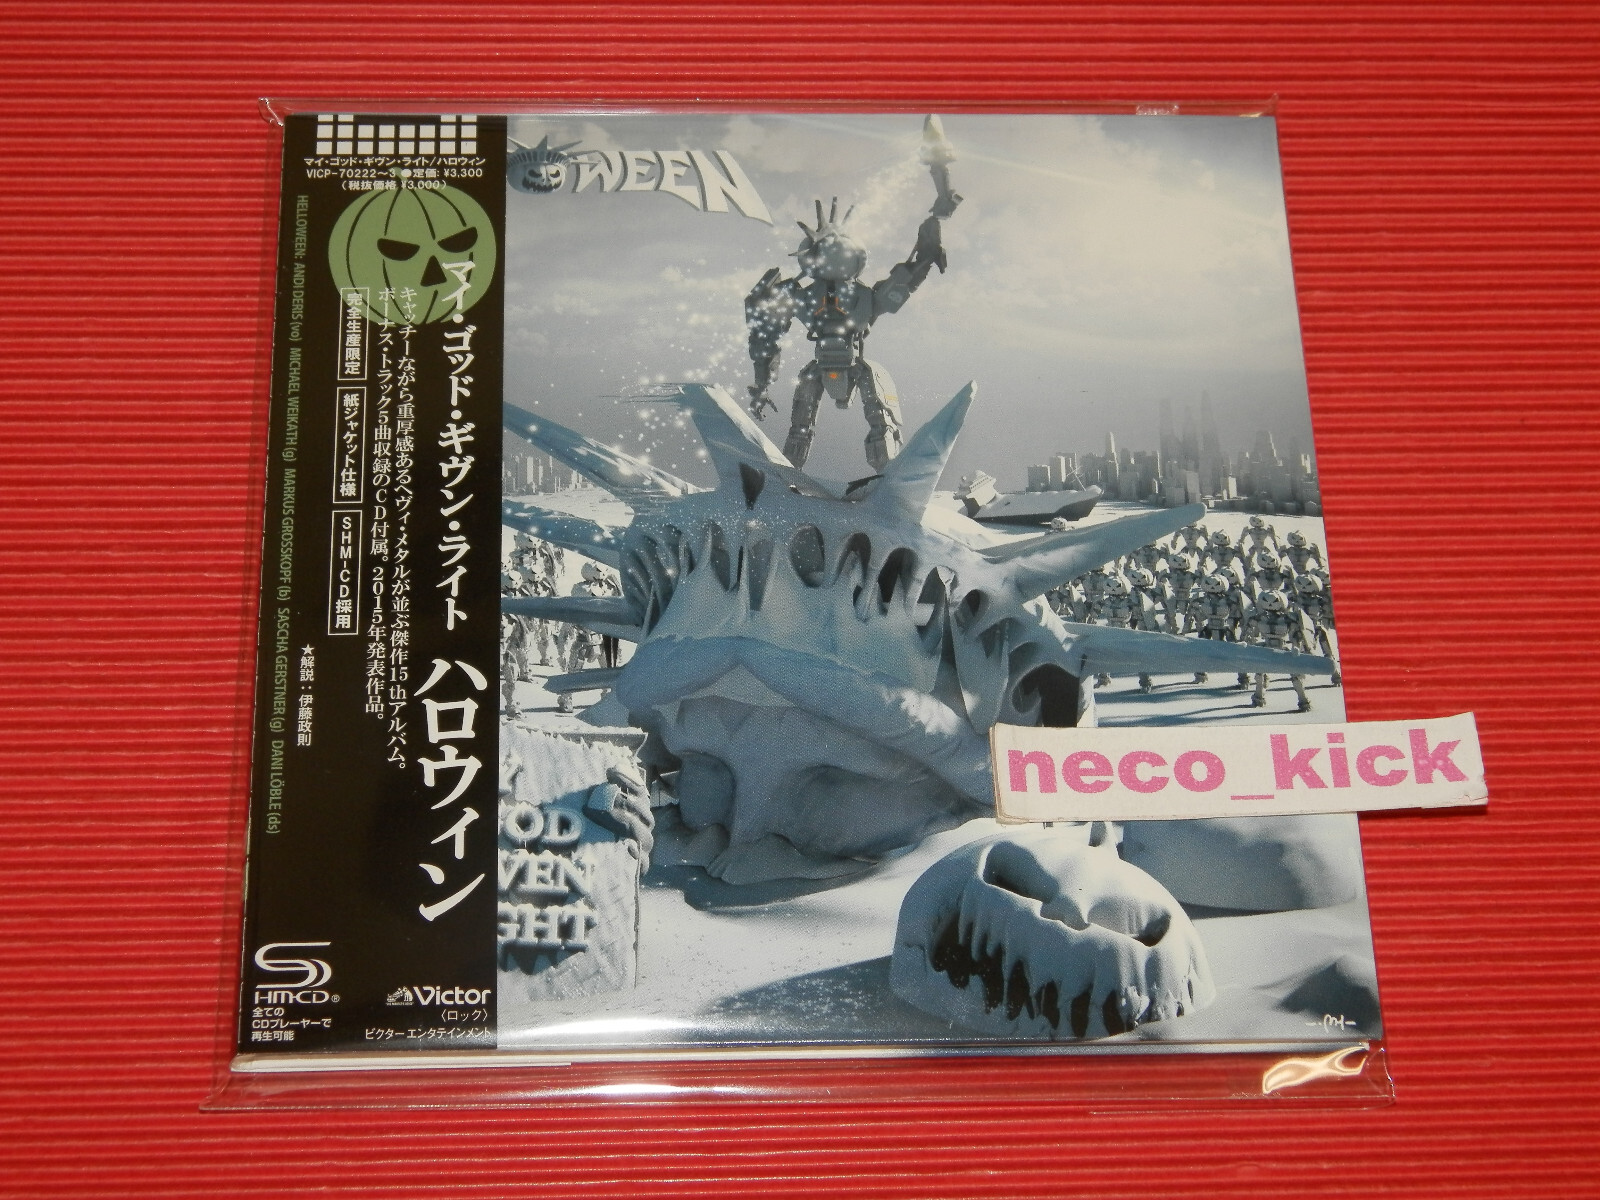 マイ・ゴッド・ギヴン・ライト/ハロウィン
VICP-70222〜3 ●定価: ¥3,300
(税抜価格 ¥3,000)
マイ・ゴッド・ギヴン・ライト ハロウィン
キャッチーながら重厚感あるヘヴィ・メタルが並ぶ傑作15thアルバム。
ボーナス・トラック5曲収録のCD付属。2015年発表作品。
完全生産限定
紙ジャケット仕様
SHM-CD採用
★解説:伊藤政則
HELLOWEEN: ANDI DERIS (vo) MICHAEL WEIKATH (g) MARKUS GROSSKOPF (b) SASCHA GERSTNER (g) DANI LÖBLE (ds)
SHM-CD®
全ての
CDプレーヤーで
再生可能
Victor
〈ロック〉
ビクターエンタテインメント
WEEN
OD
VEN
GHT
neco_kick